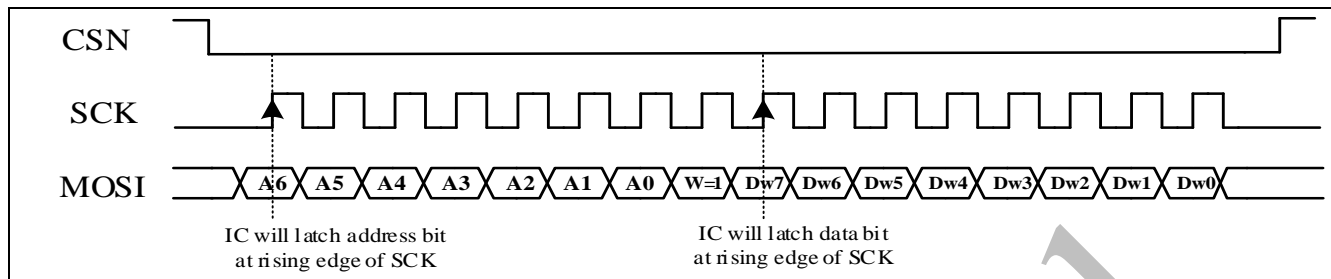 CSN
SCK
MOSI A6 A5 A4 A3 A2 A1 A0 W=1 Dw7 Dw6 Dw5 Dw4 Dw3 Dw2 Dw1 Dw0
IC will latch address bit
at rising edge of SCK
IC will latch data bit
at rising edge of SCK